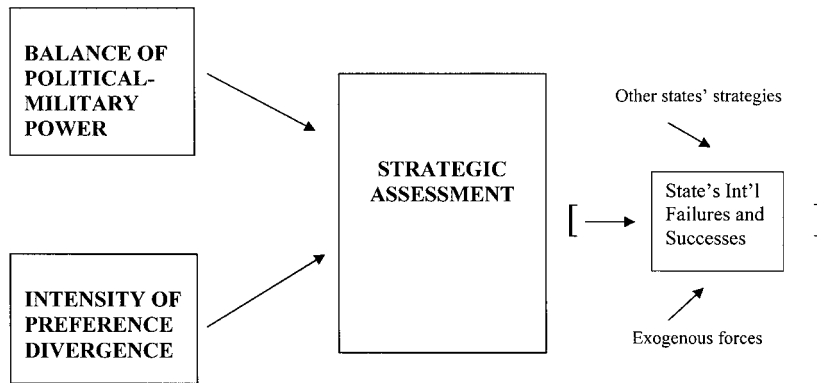 BALANCE OF
POLITICAL-
MILITARY
POWER
INTENSITY OF
PREFERENCE
DIVERGENCE
STRATEGIC
ASSESSMENT
[
Other states' strategies
State's Int'l
Failures and
Successes
Exogenous forces
]